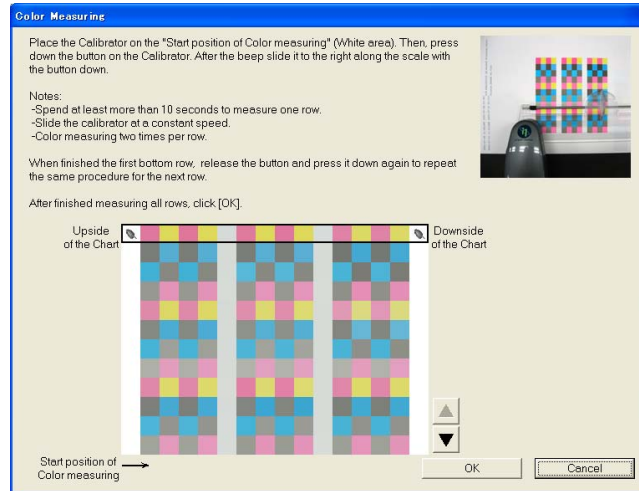 Color Measuring
Place the Calibrator on the "Start position of Color measuring" (White area). Then, press
down the button on the Calibrator. After the beep slide it to the right along the scale with
the button down.
Notes:
-Spend at least more than 10 seconds to measure one row.
-Slide the calibrator at a constant speed.
-Color measuring two times per row.
When finished the first bottom row, release the button and press it down again to repeat
the same procedure for the next row.
After finished measuring all rows, click [OK].
Upside
of the Chart
Downside
of the Chart
Start position of
Color measuring
OK
Cancel